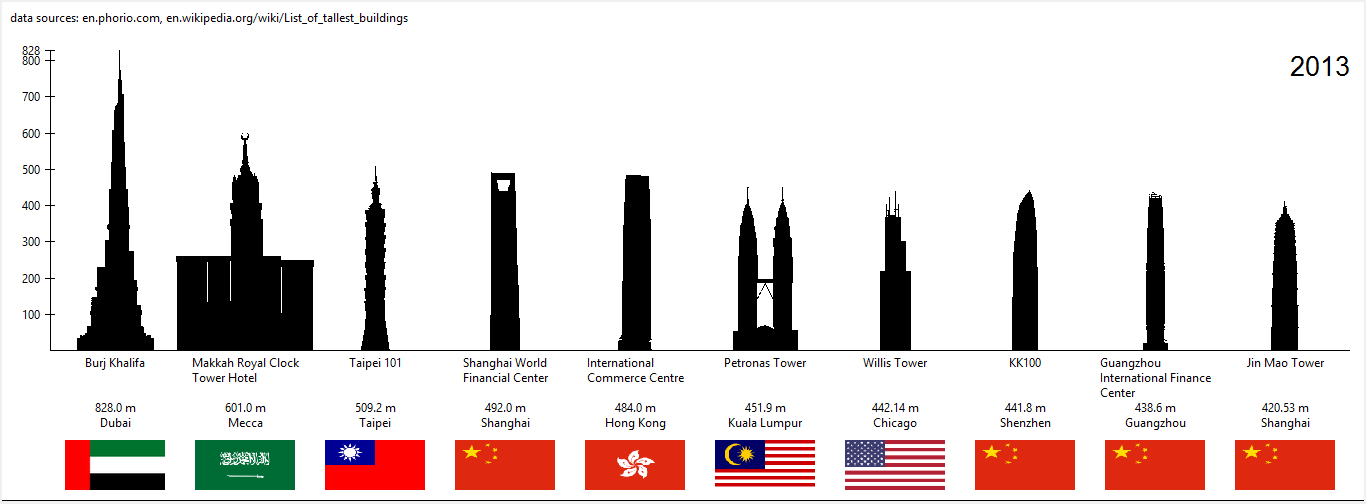 data sources: en.phorio.com, en.wikipedia.org/wiki/List_of_tallest_buildings
2013
828
800
700
600
500
400
300
200
100
Burj Khalifa
Makkah Royal Clock
Tower Hotel
Taipei 101
Shanghai World
Financial Center
International
Commerce Centre
Petronas Tower
Willis Tower
KK100
Guangzhou
International Finance
Center
Jin Mao Tower
828.0 m
Dubai
601.0 m
Mecca
509.2 m
Taipei
492.0 m
Shanghai
484.0 m
Hong Kong
451.9 m
Kuala Lumpur
442.14 m
Chicago
441.8 m
Shenzhen
438.6 m
Guangzhou
420.53 m
Shanghai